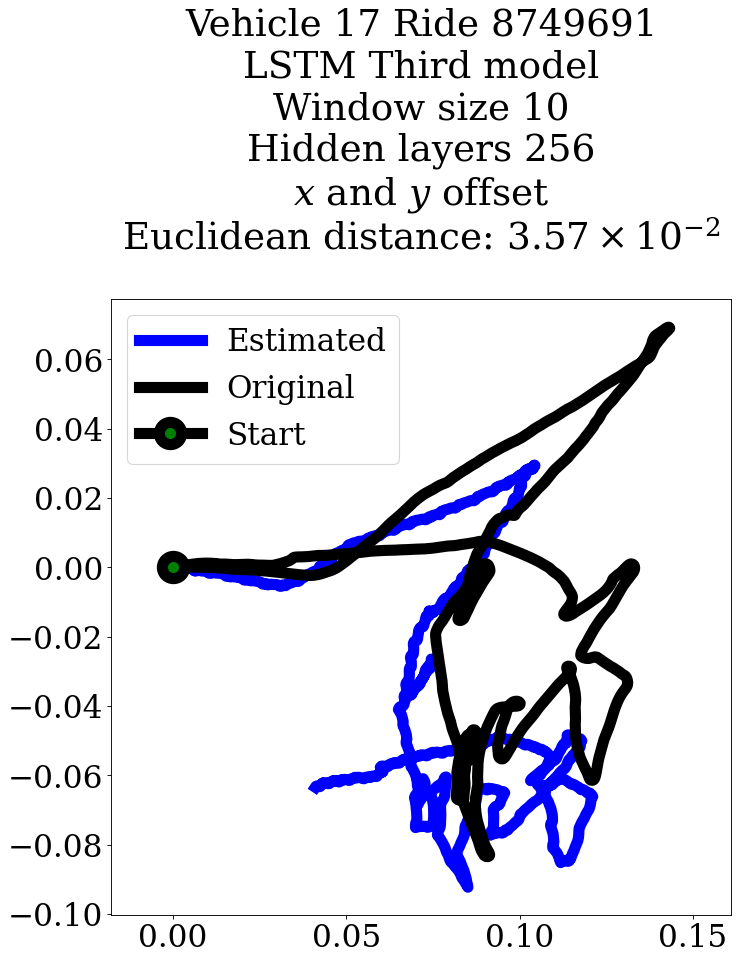 Vehicle 17 Ride 8749691
LSTM Third model
Window size 10
Hidden layers 256
x and y offset
Euclidean distance: 3.57 × 10⁻²
Estimated
Original
Start
0.06
0.04
0.02
0.00
−0.02
−0.04
−0.06
−0.08
−0.10
0.00 0.05 0.10 0.15